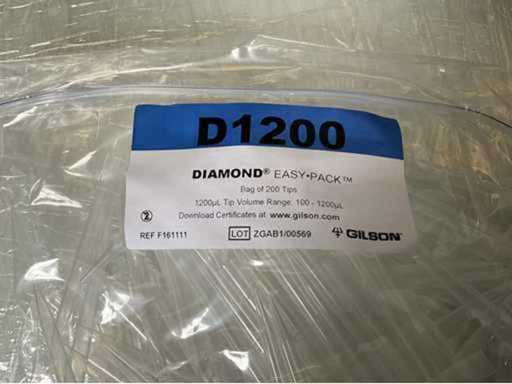 D1200
DIAMOND® EASY•PACK™
Bag of 200 Tips
1200µL Tip Volume Range: 100 - 1200µL
Download Certificates at www.gilson.com
REF F161111 LOT ZGAB1/00569 GILSON